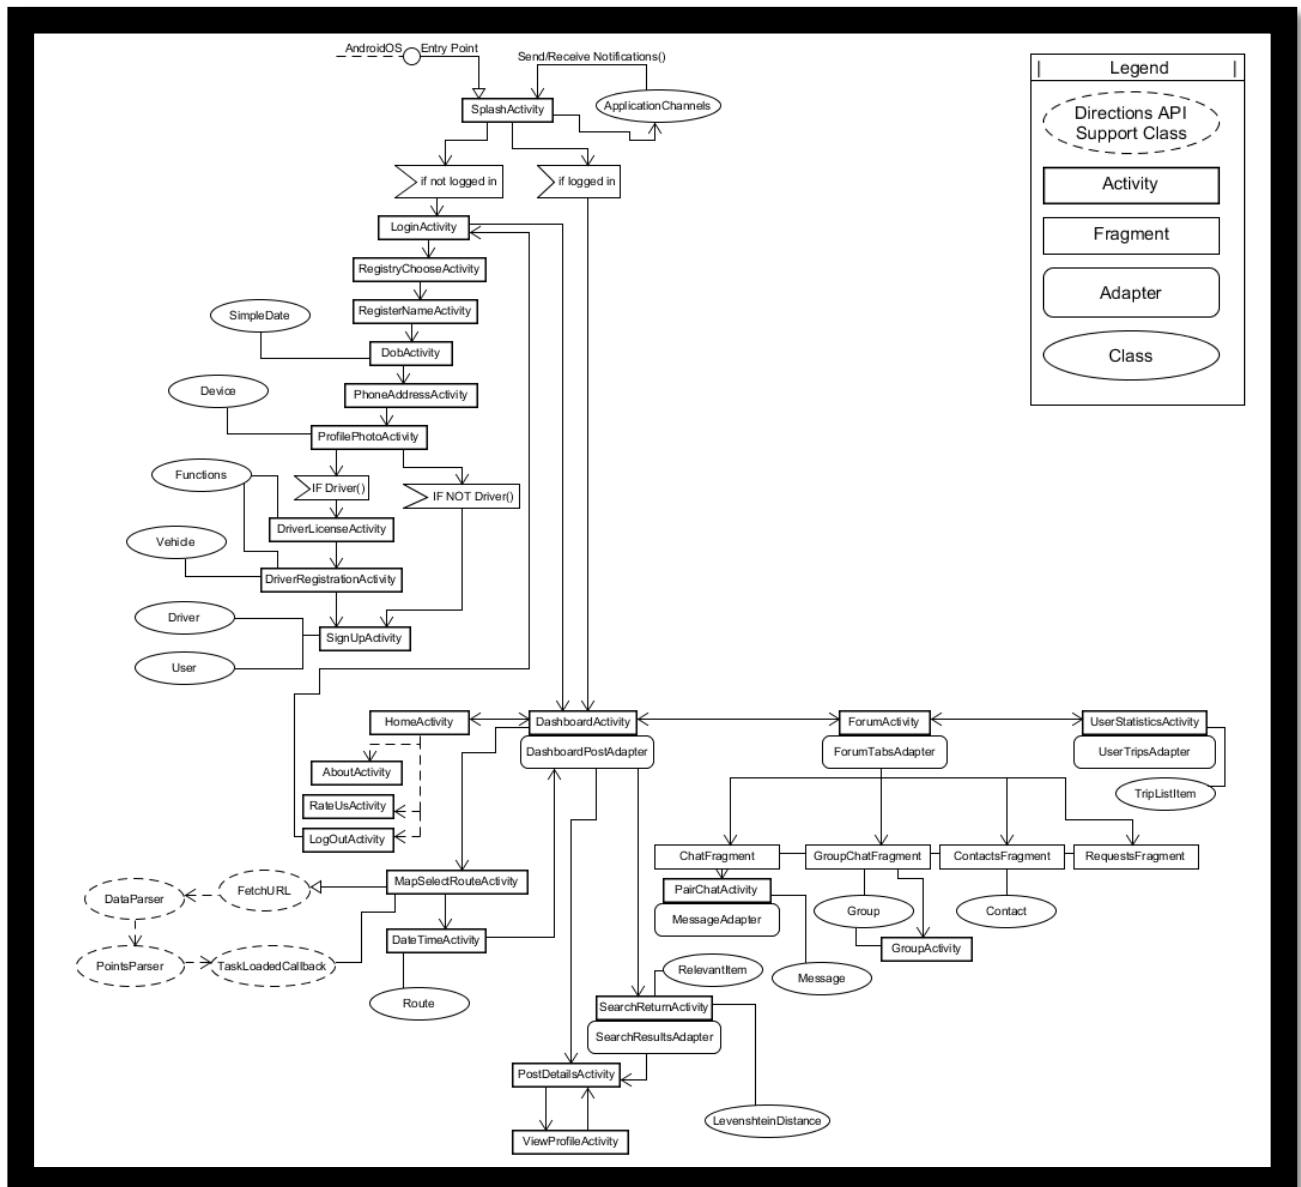 AndroidOS
Entry Point
Send/Receive Notifications()
SplashActivity
ApplicationChannels
if not logged in
if logged in
LoginActivity
RegistryChooseActivity
RegisterNameActivity
SimpleDate
DobActivity
Device
PhoneAddressActivity
ProfilePhotoActivity
Functions
IF Driver()
IF NOT Driver()
DriverLicenseActivity
Vehicle
DriverRegistrationActivity
Driver
SignUpActivity
User
HomeActivity
DashboardActivity
ForumActivity
UserStatisticsActivity
DashboardPostAdapter
ForumTabsAdapter
UserTripsAdapter
AboutActivity
TripListItem
RateUsActivity
LogOutActivity
ChatFragment
GroupChatFragment
ContactsFragment
RequestsFragment
MapSelectRouteActivity
FetchURL
DataParser
PairChatActivity
MessageAdapter
Group
Contact
DateTimeActivity
GroupActivity
PointsParser
TaskLoadedCallback
RelevantItem
Message
Route
SearchReturnActivity
SearchResultsAdapter
PostDetailsActivity
LevenshteinDistance
ViewProfileActivity
| Legend |
Directions API
Support Class
Activity
Fragment
Adapter
Class